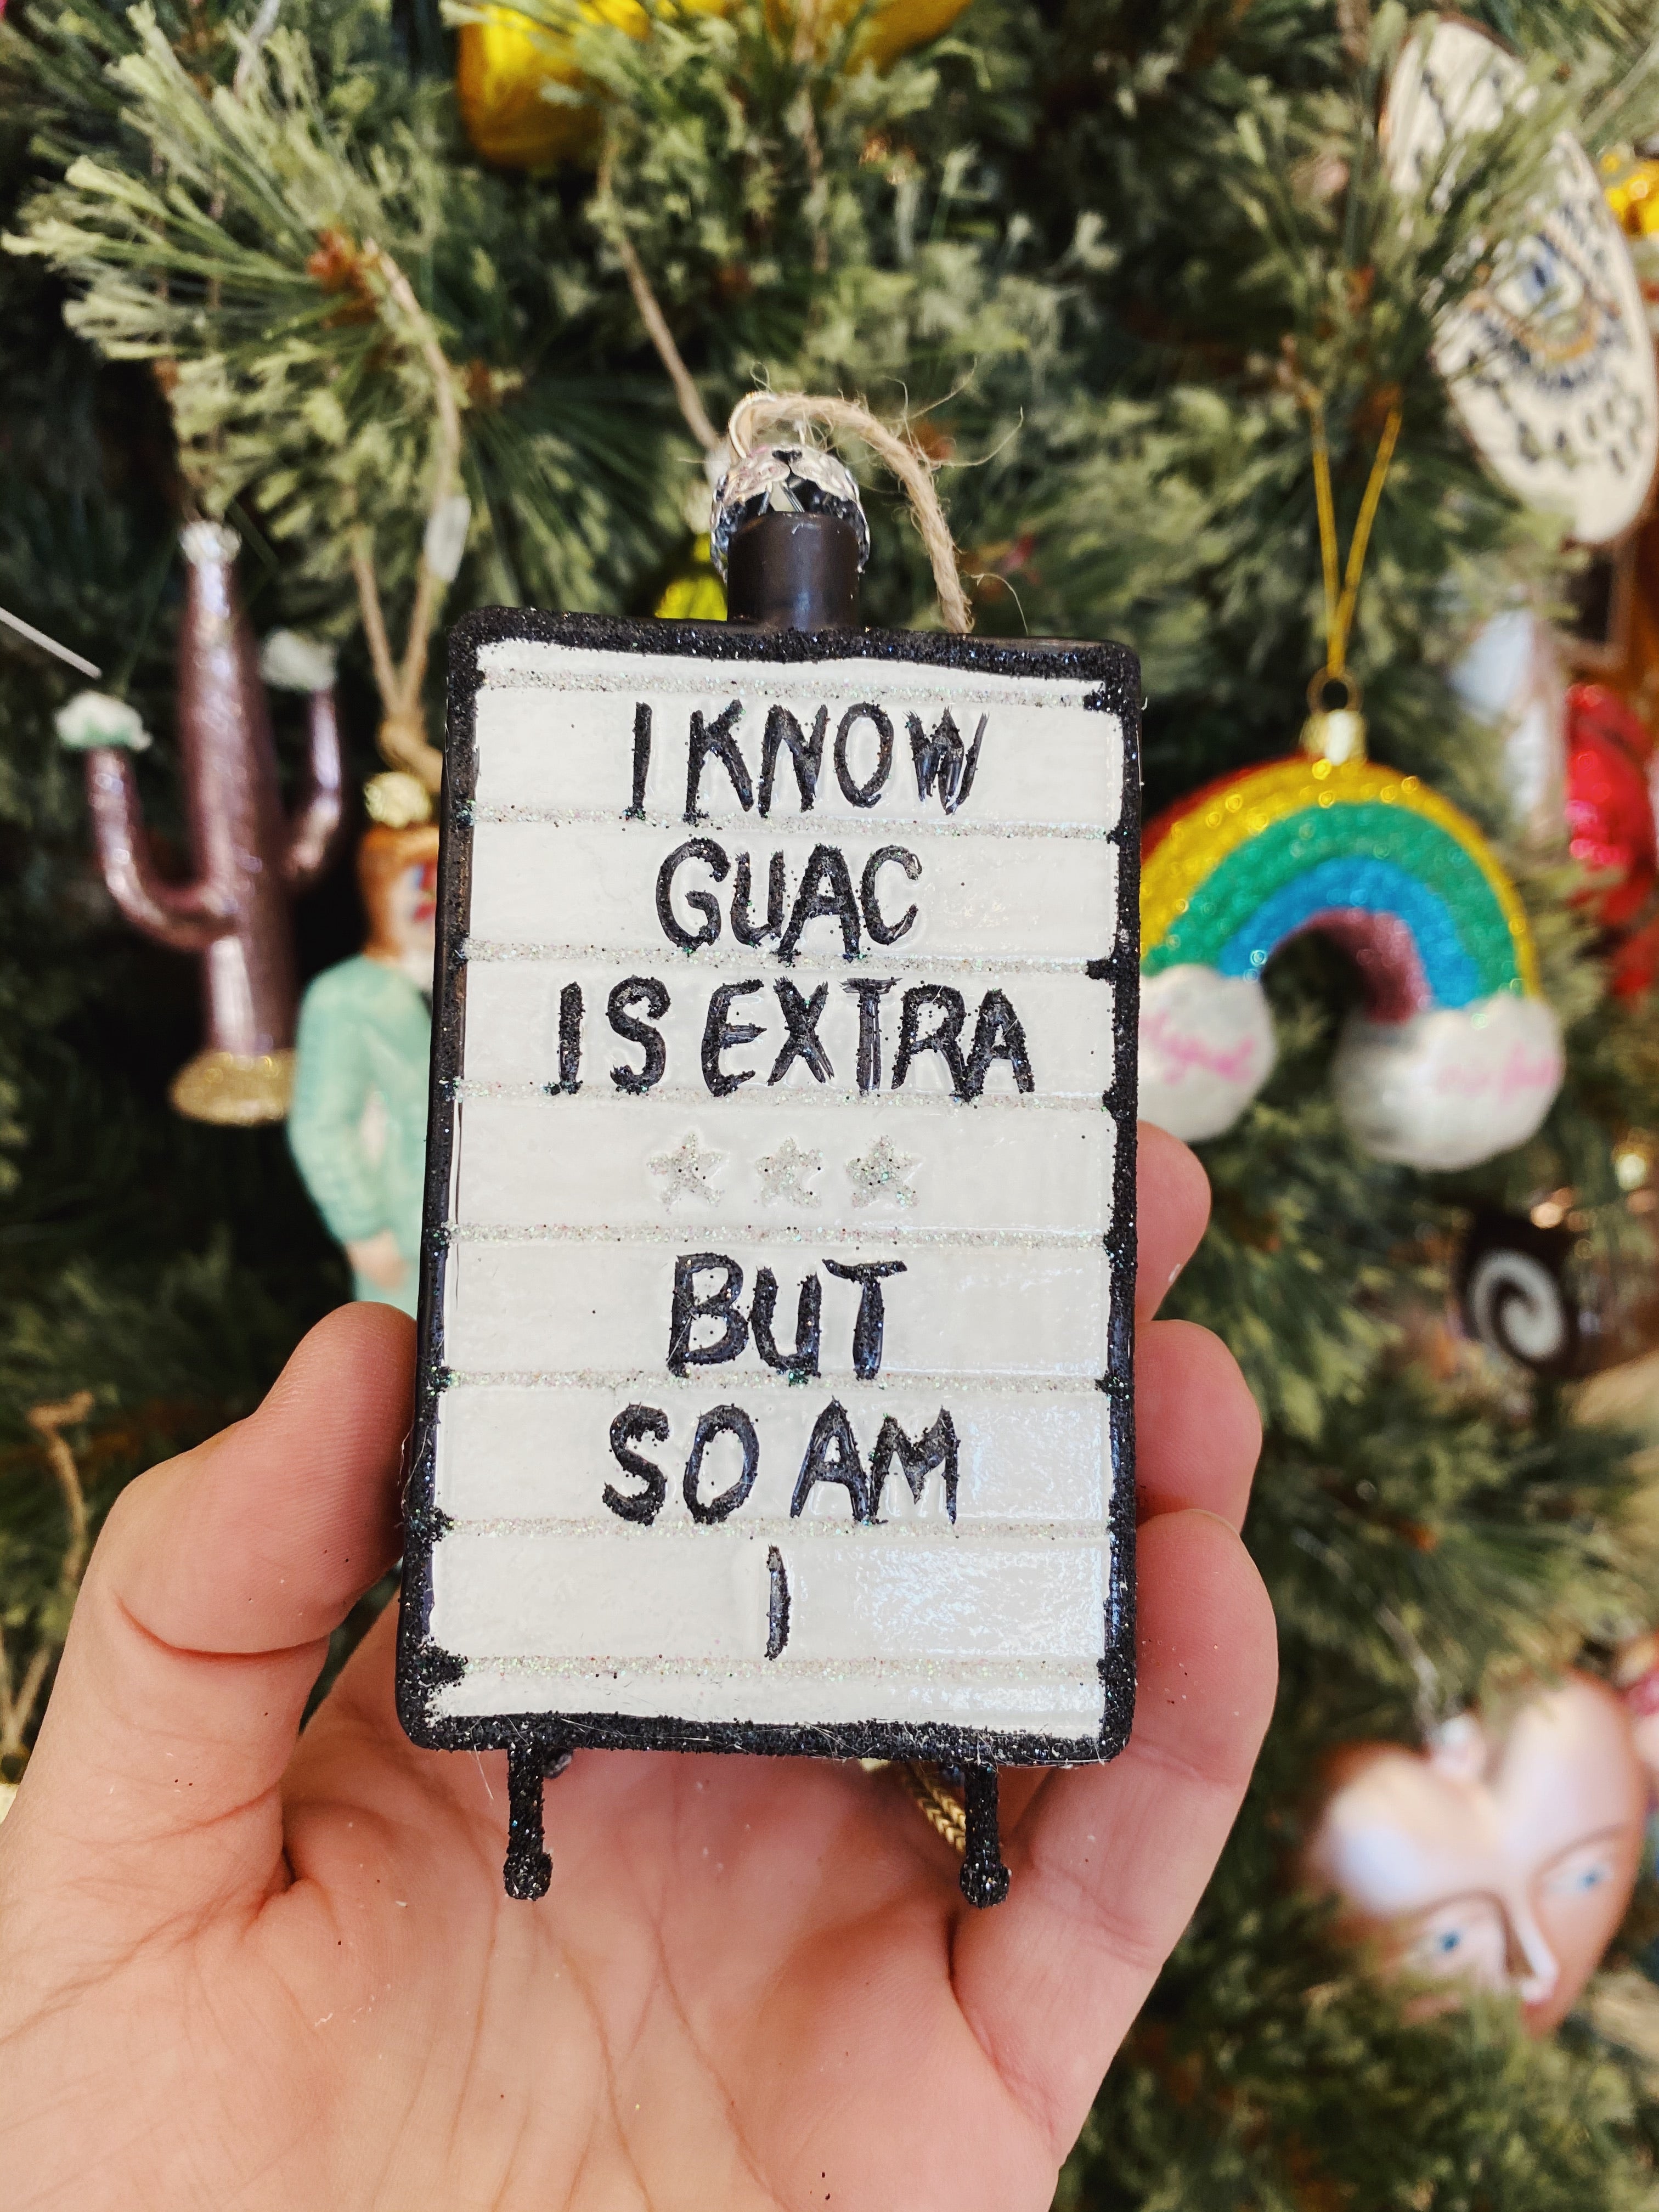 I KNOW
GUAC
IS EXTRA
BUT
SO AM
I